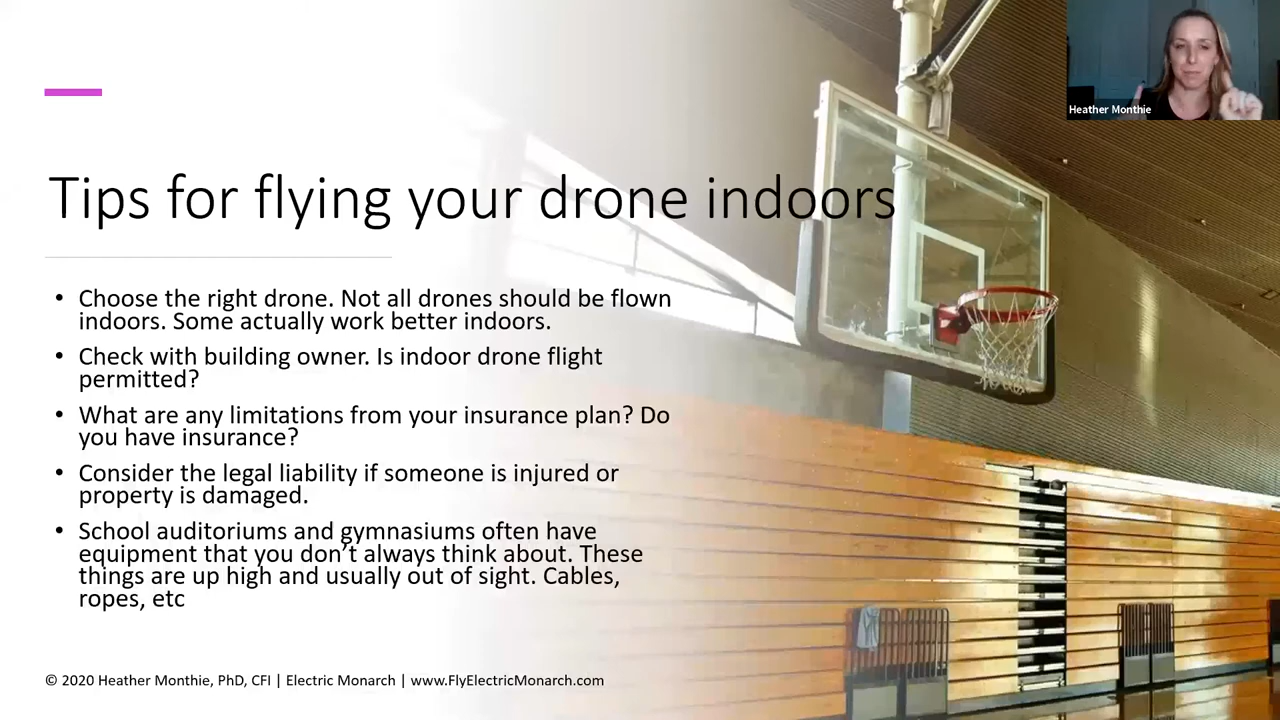 Heather Monthie
Tips for flying your drone indoors
• Choose the right drone. Not all drones should be flown
indoors. Some actually work better indoors.
• Check with building owner. Is indoor drone flight
permitted?
• What are any limitations from your insurance plan? Do
you have insurance?
• Consider the legal liability if someone is injured or
property is damaged.
• School auditoriums and gymnasiums often have
equipment that you don’t always think about. These
things are up high and usually out of sight. Cables,
ropes, etc
© 2020 Heather Monthie, PhD, CFI | Electric Monarch | www.FlyElectricMonarch.com